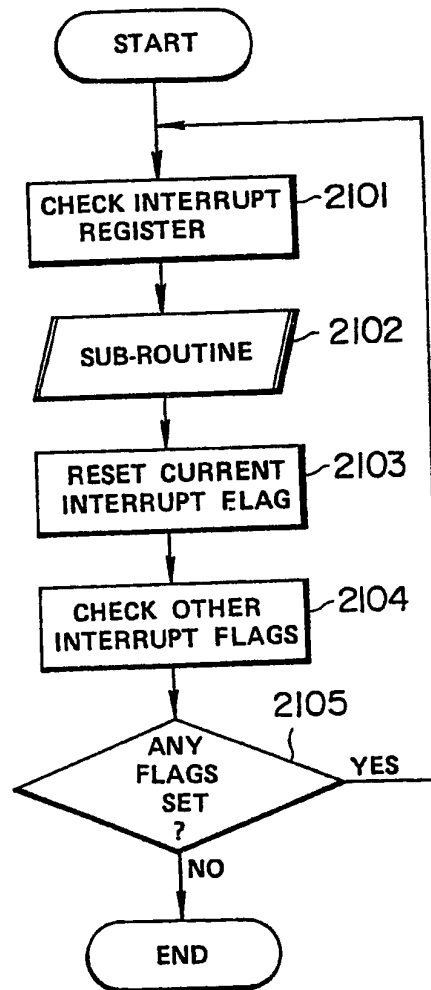 START
CHECK INTERRUPT
REGISTER
2101
SUB-ROUTINE
2102
RESET CURRENT
INTERRUPT FLAG
2103
CHECK OTHER
INTERRUPT FLAGS
2104
2105
ANY
FLAGS
SET
?
YES
NO
END